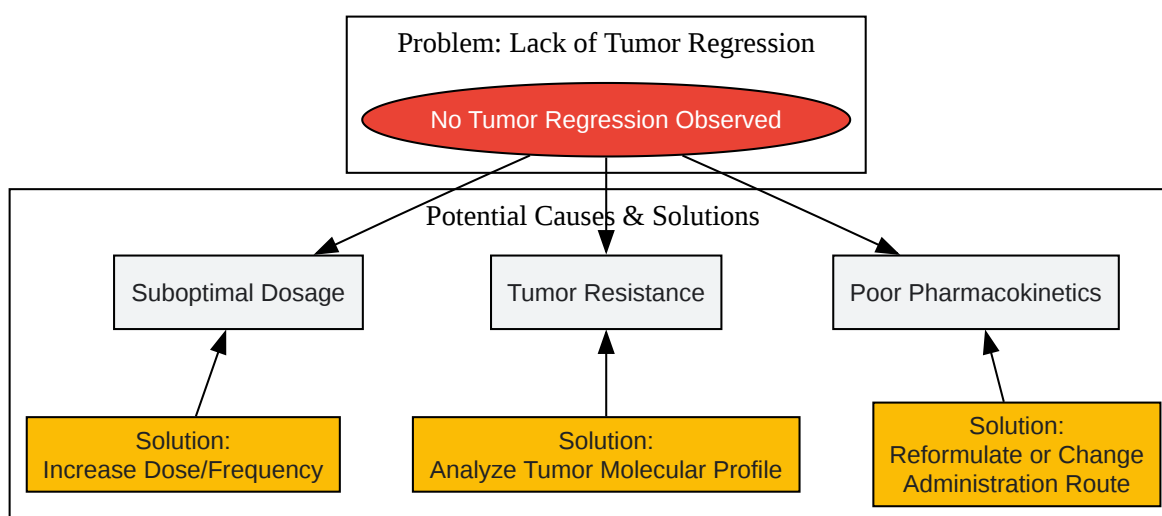 Problem: Lack of Tumor Regression
No Tumor Regression Observed
Potential Causes & Solutions
Suboptimal Dosage
Tumor Resistance
Poor Pharmacokinetics
Solution:
Increase Dose/Frequency
Solution:
Analyze Tumor Molecular Profile
Solution:
Reformulate or Change
Administration Route